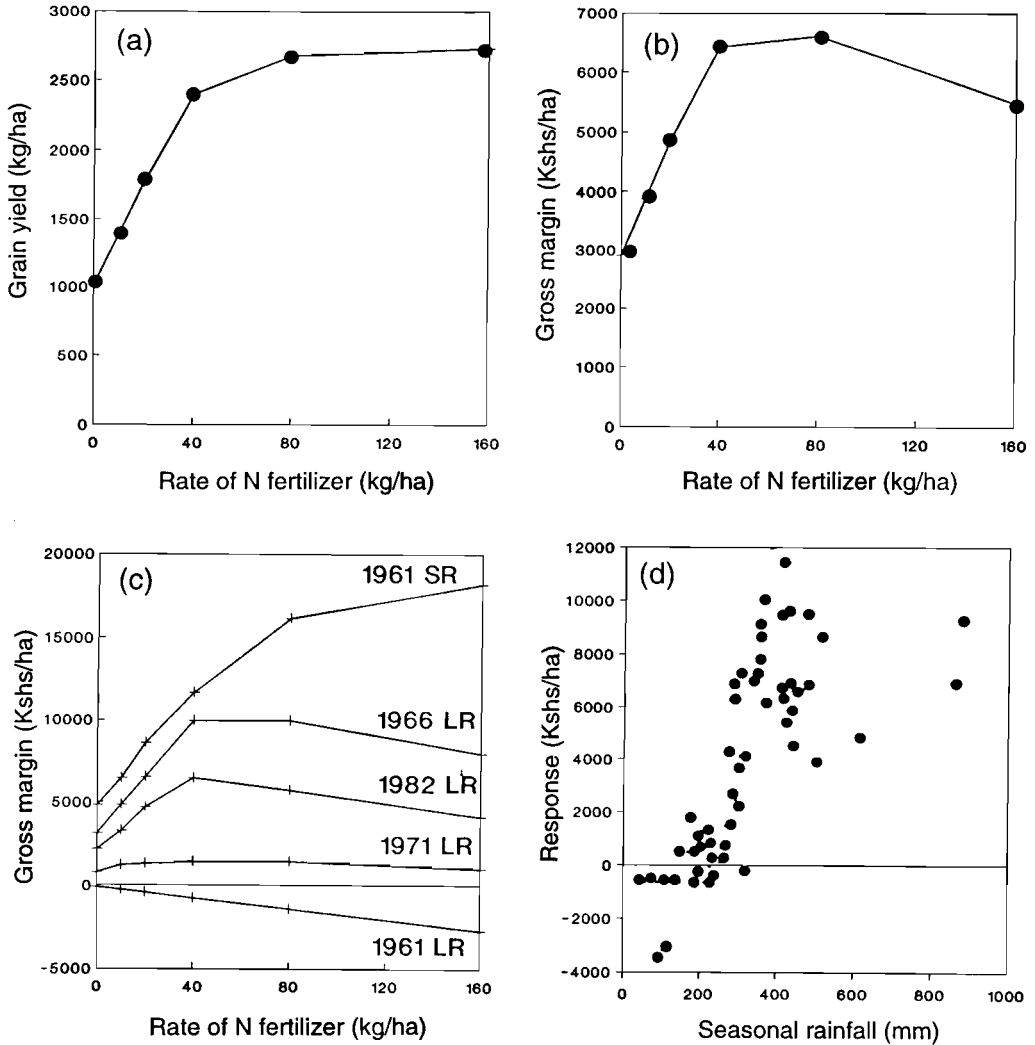 (a)
Grain yield (kg/ha)
3000
2500
2000
1500
1000
500
0
0 40 80 120 160
Rate of N fertilizer (kg/ha)
(b)
Gross margin (Kshs/ha)
7000
6000
5000
4000
3000
2000
1000
0
0 40 80 120 160
Rate of N fertilizer (kg/ha)
(c)
Gross margin (Kshs/ha)
20000
15000
10000
5000
0
-5000
1961 SR
1966 LR
1982 LR
1971 LR
1961 LR
0 40 80 120 160
Rate of N fertilizer (kg/ha)
(d)
Response (Kshs/ha)
12000
10000
8000
6000
4000
2000
0
-2000
-4000
0 200 400 600 800 1000
Seasonal rainfall (mm)